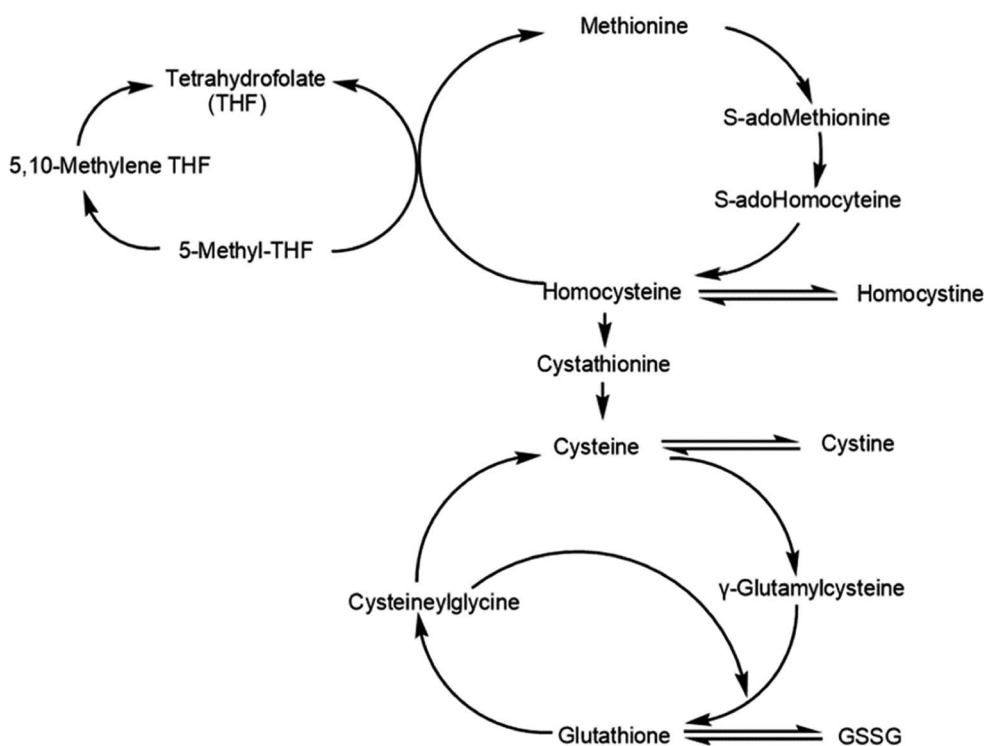 Methionine
Tetrahydrofolate
(THF)
S-adoMethionine
5,10-Methylene THF
S-adoHomocyteine
5-Methyl-THF
Homocysteine
Homocystine
Cystathionine
Cysteine
Cystine
γ-Glutamylcysteine
Cysteineylglycine
Glutathione
GSSG